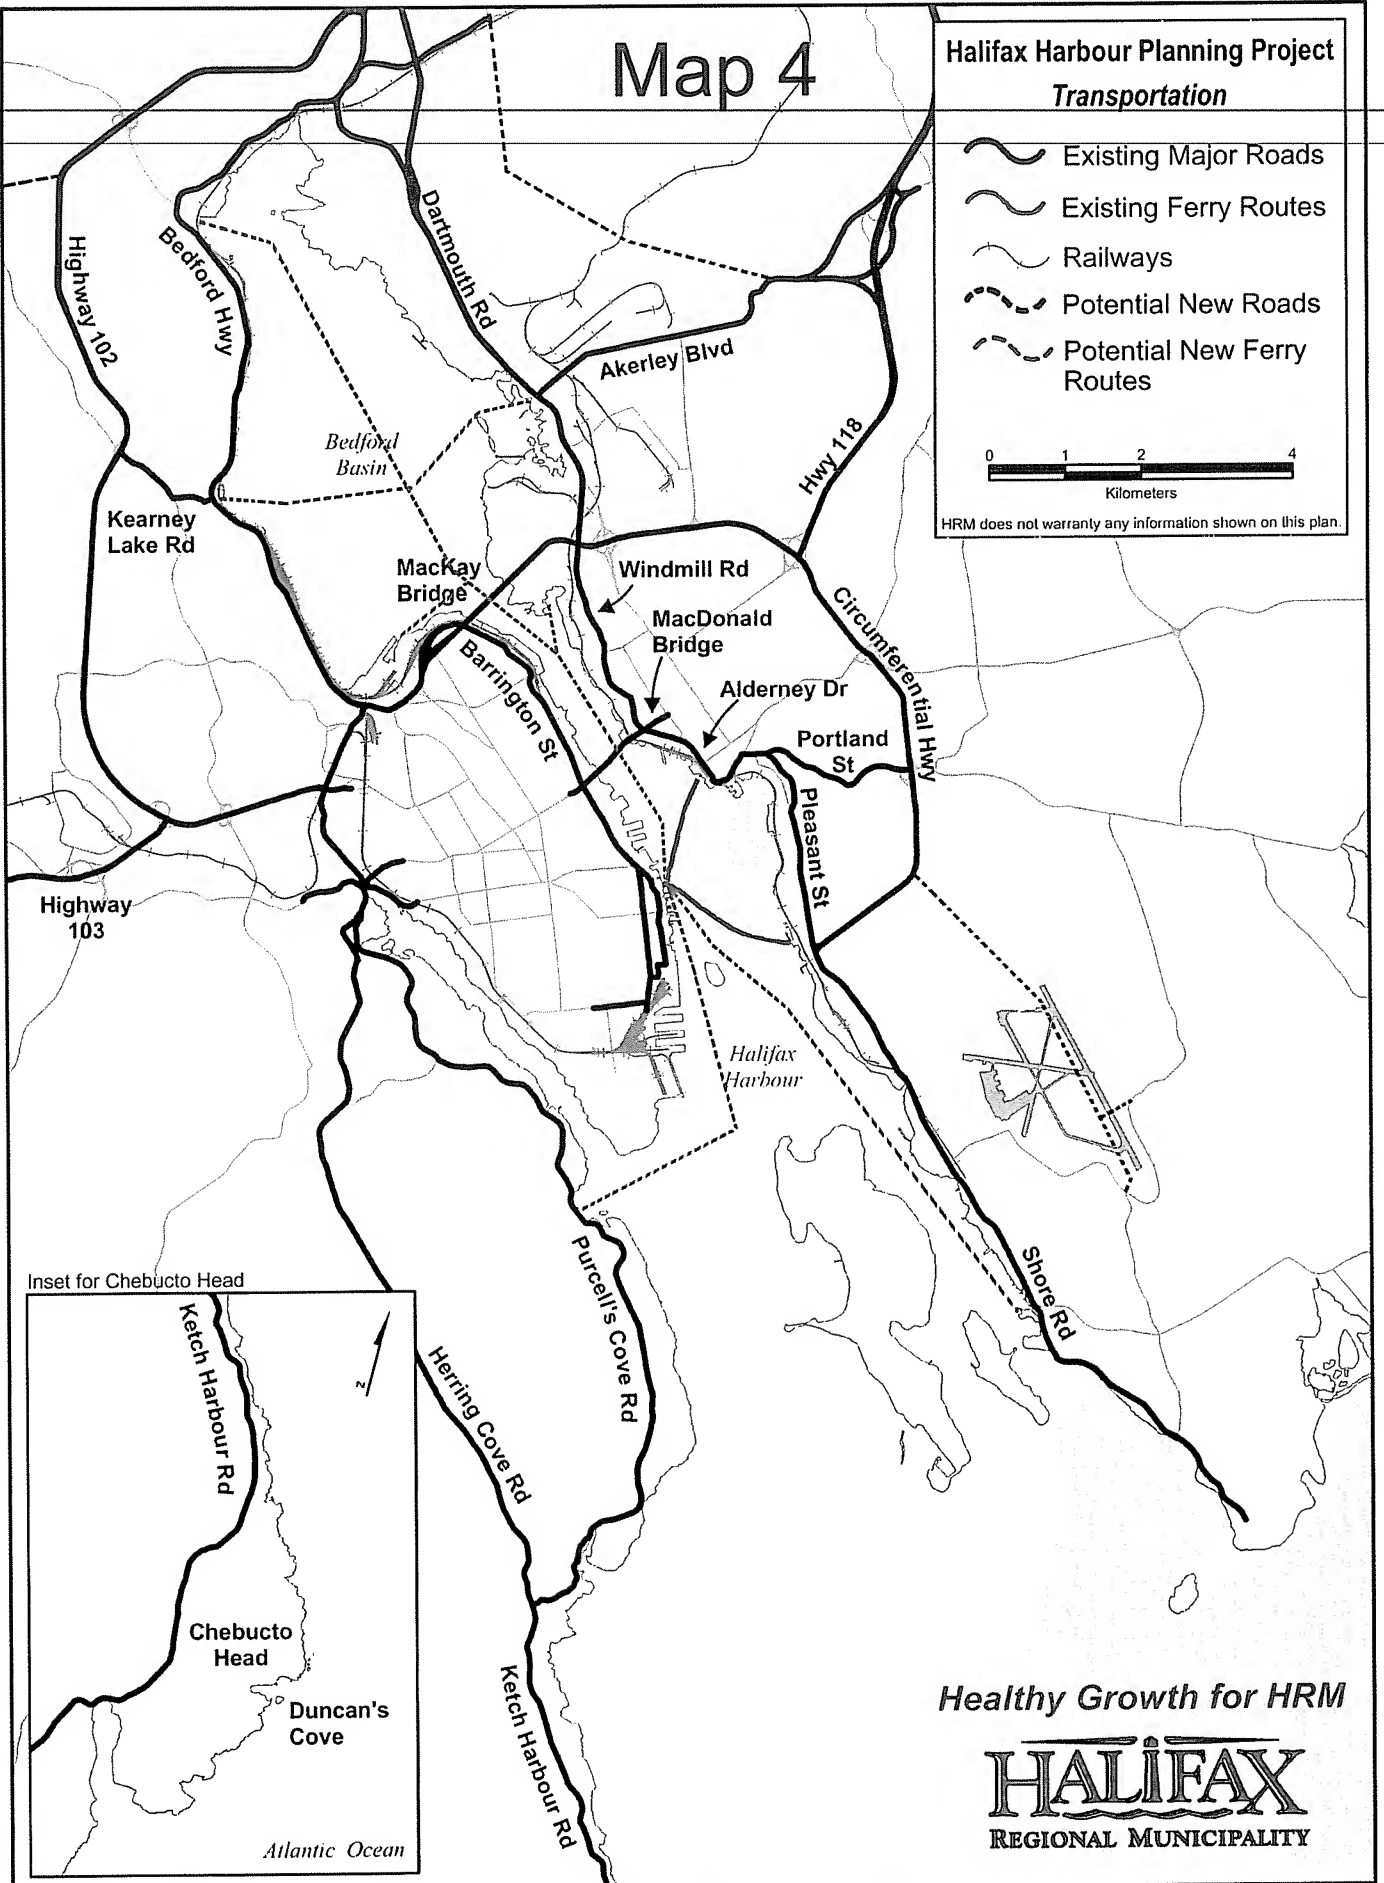 Map 4
Halifax Harbour Planning Project
Transportation
Existing Major Roads
Existing Ferry Routes
Railways
Potential New Roads
Potential New Ferry
Routes
0 1 2 4
Kilometers
HRM does not warranty any information shown on this plan.
Highway 102
Bedford Hwy
Dartmouth Rd
Akerley Blvd
Hwy 118
Bedford
Basin
Kearney
Lake Rd
MacKay
Bridge
Windmill Rd
MacDonald
Bridge
Circumferential Hwy
Barrington St
Alderney Dr
Portland
St
Pleasant St
Highway
103
Halifax
Harbour
Shore Rd
Purcell's Cove Rd
Herring Cove Rd
Ketch Harbour Rd
Inset for Chebucto Head
Ketch Harbour Rd
z
Chebucto
Head
Duncan's
Cove
Atlantic Ocean
Healthy Growth for HRM
HALIFAX
REGIONAL MUNICIPALITY